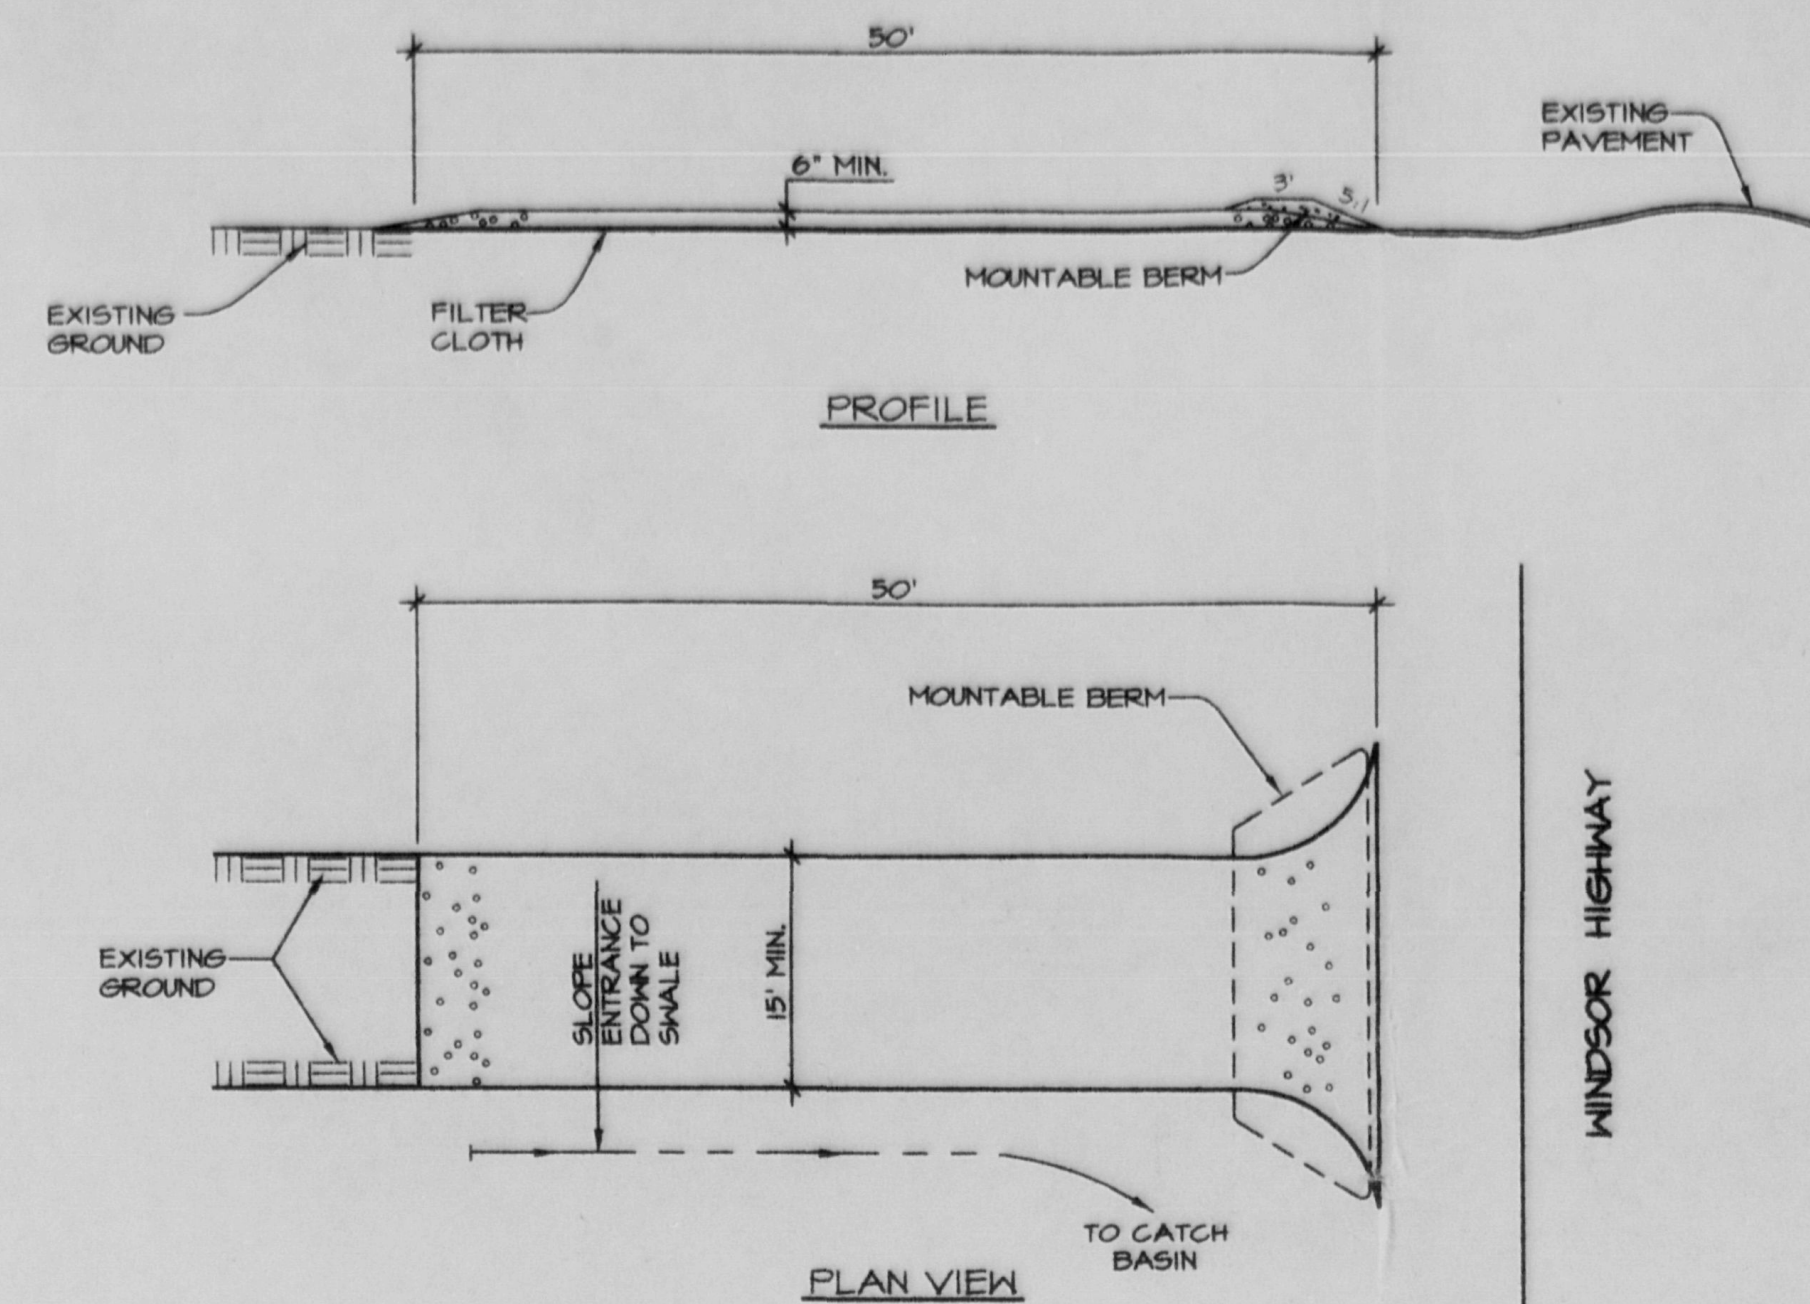 50'
EXISTING
PAVEMENT
6" MIN.
3'
5:1
MOUNTABLE BERM
EXISTING
GROUND
FILTER
CLOTH
PROFILE
50'
MOUNTABLE BERM
EXISTING
GROUND
SLOPE
ENTRANCE
DOWN TO
SWALE
15' MIN.
WINDSOR HIGHWAY
TO CATCH
BASIN
PLAN VIEW